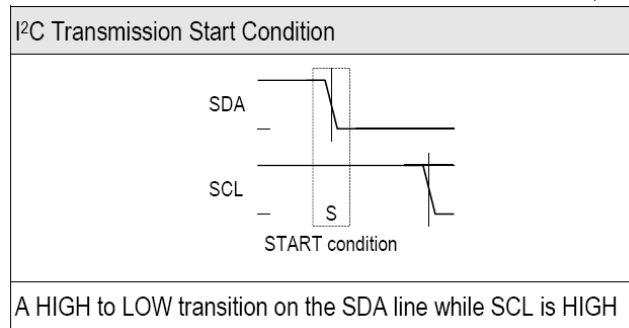 I²C Transmission Start Condition
SDA
SCL
S
START condition
A HIGH to LOW transition on the SDA line while SCL is HIGH